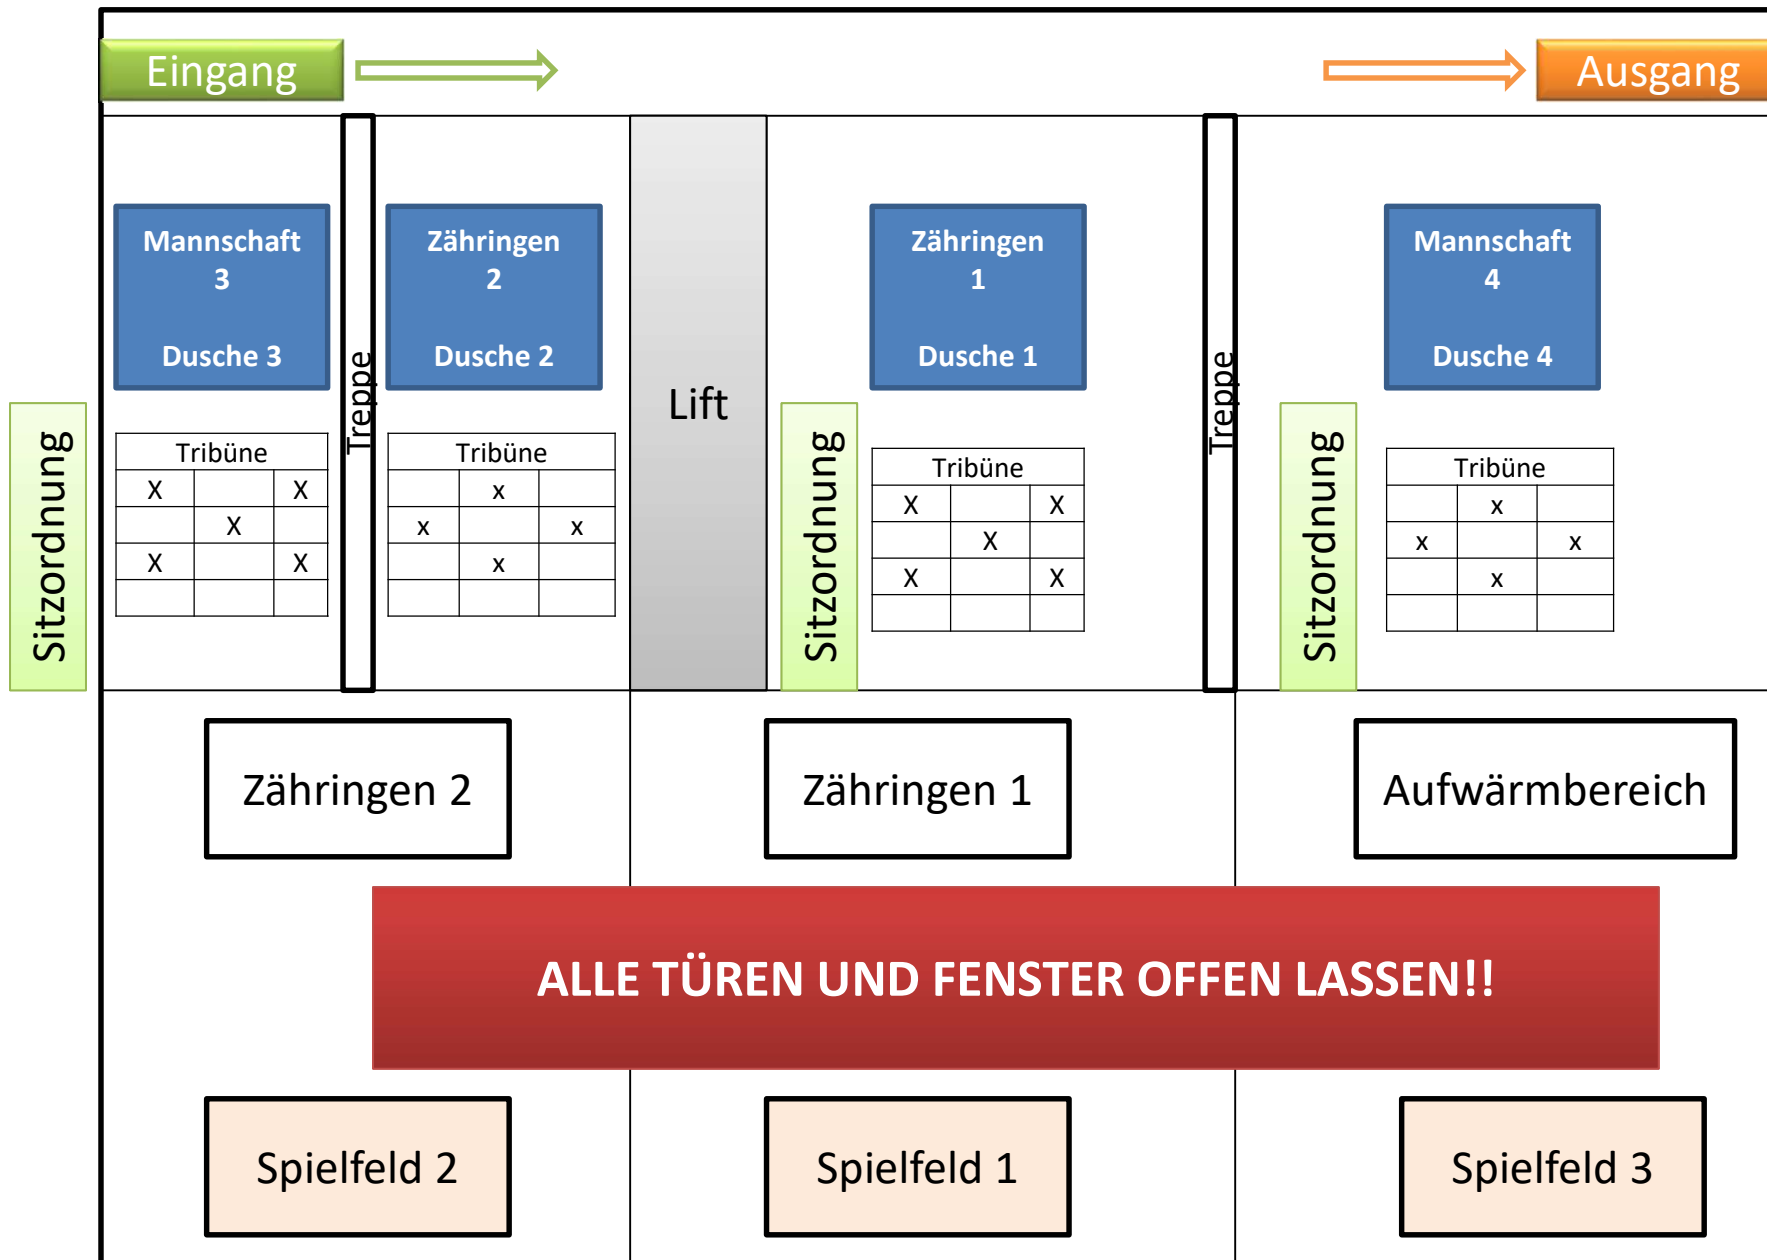 Eingang
Ausgang
Mannschaft
3
Dusche 3
Treppe
Zähringen
2
Dusche 2
Lift
Zähringen
1
Dusche 1
Treppe
Mannschaft
4
Dusche 4
Sitzordnung
Tribüne
X X
X
X X
Tribüne
x
x x
x
Sitzordnung
Tribüne
X X
X
X X
Sitzordnung
Tribüne
x
x x
x
Zähringen 2
Zähringen 1
Aufwärmbereich
ALLE TÜREN UND FENSTER OFFEN LASSEN!!
Spielfeld 2
Spielfeld 1
Spielfeld 3